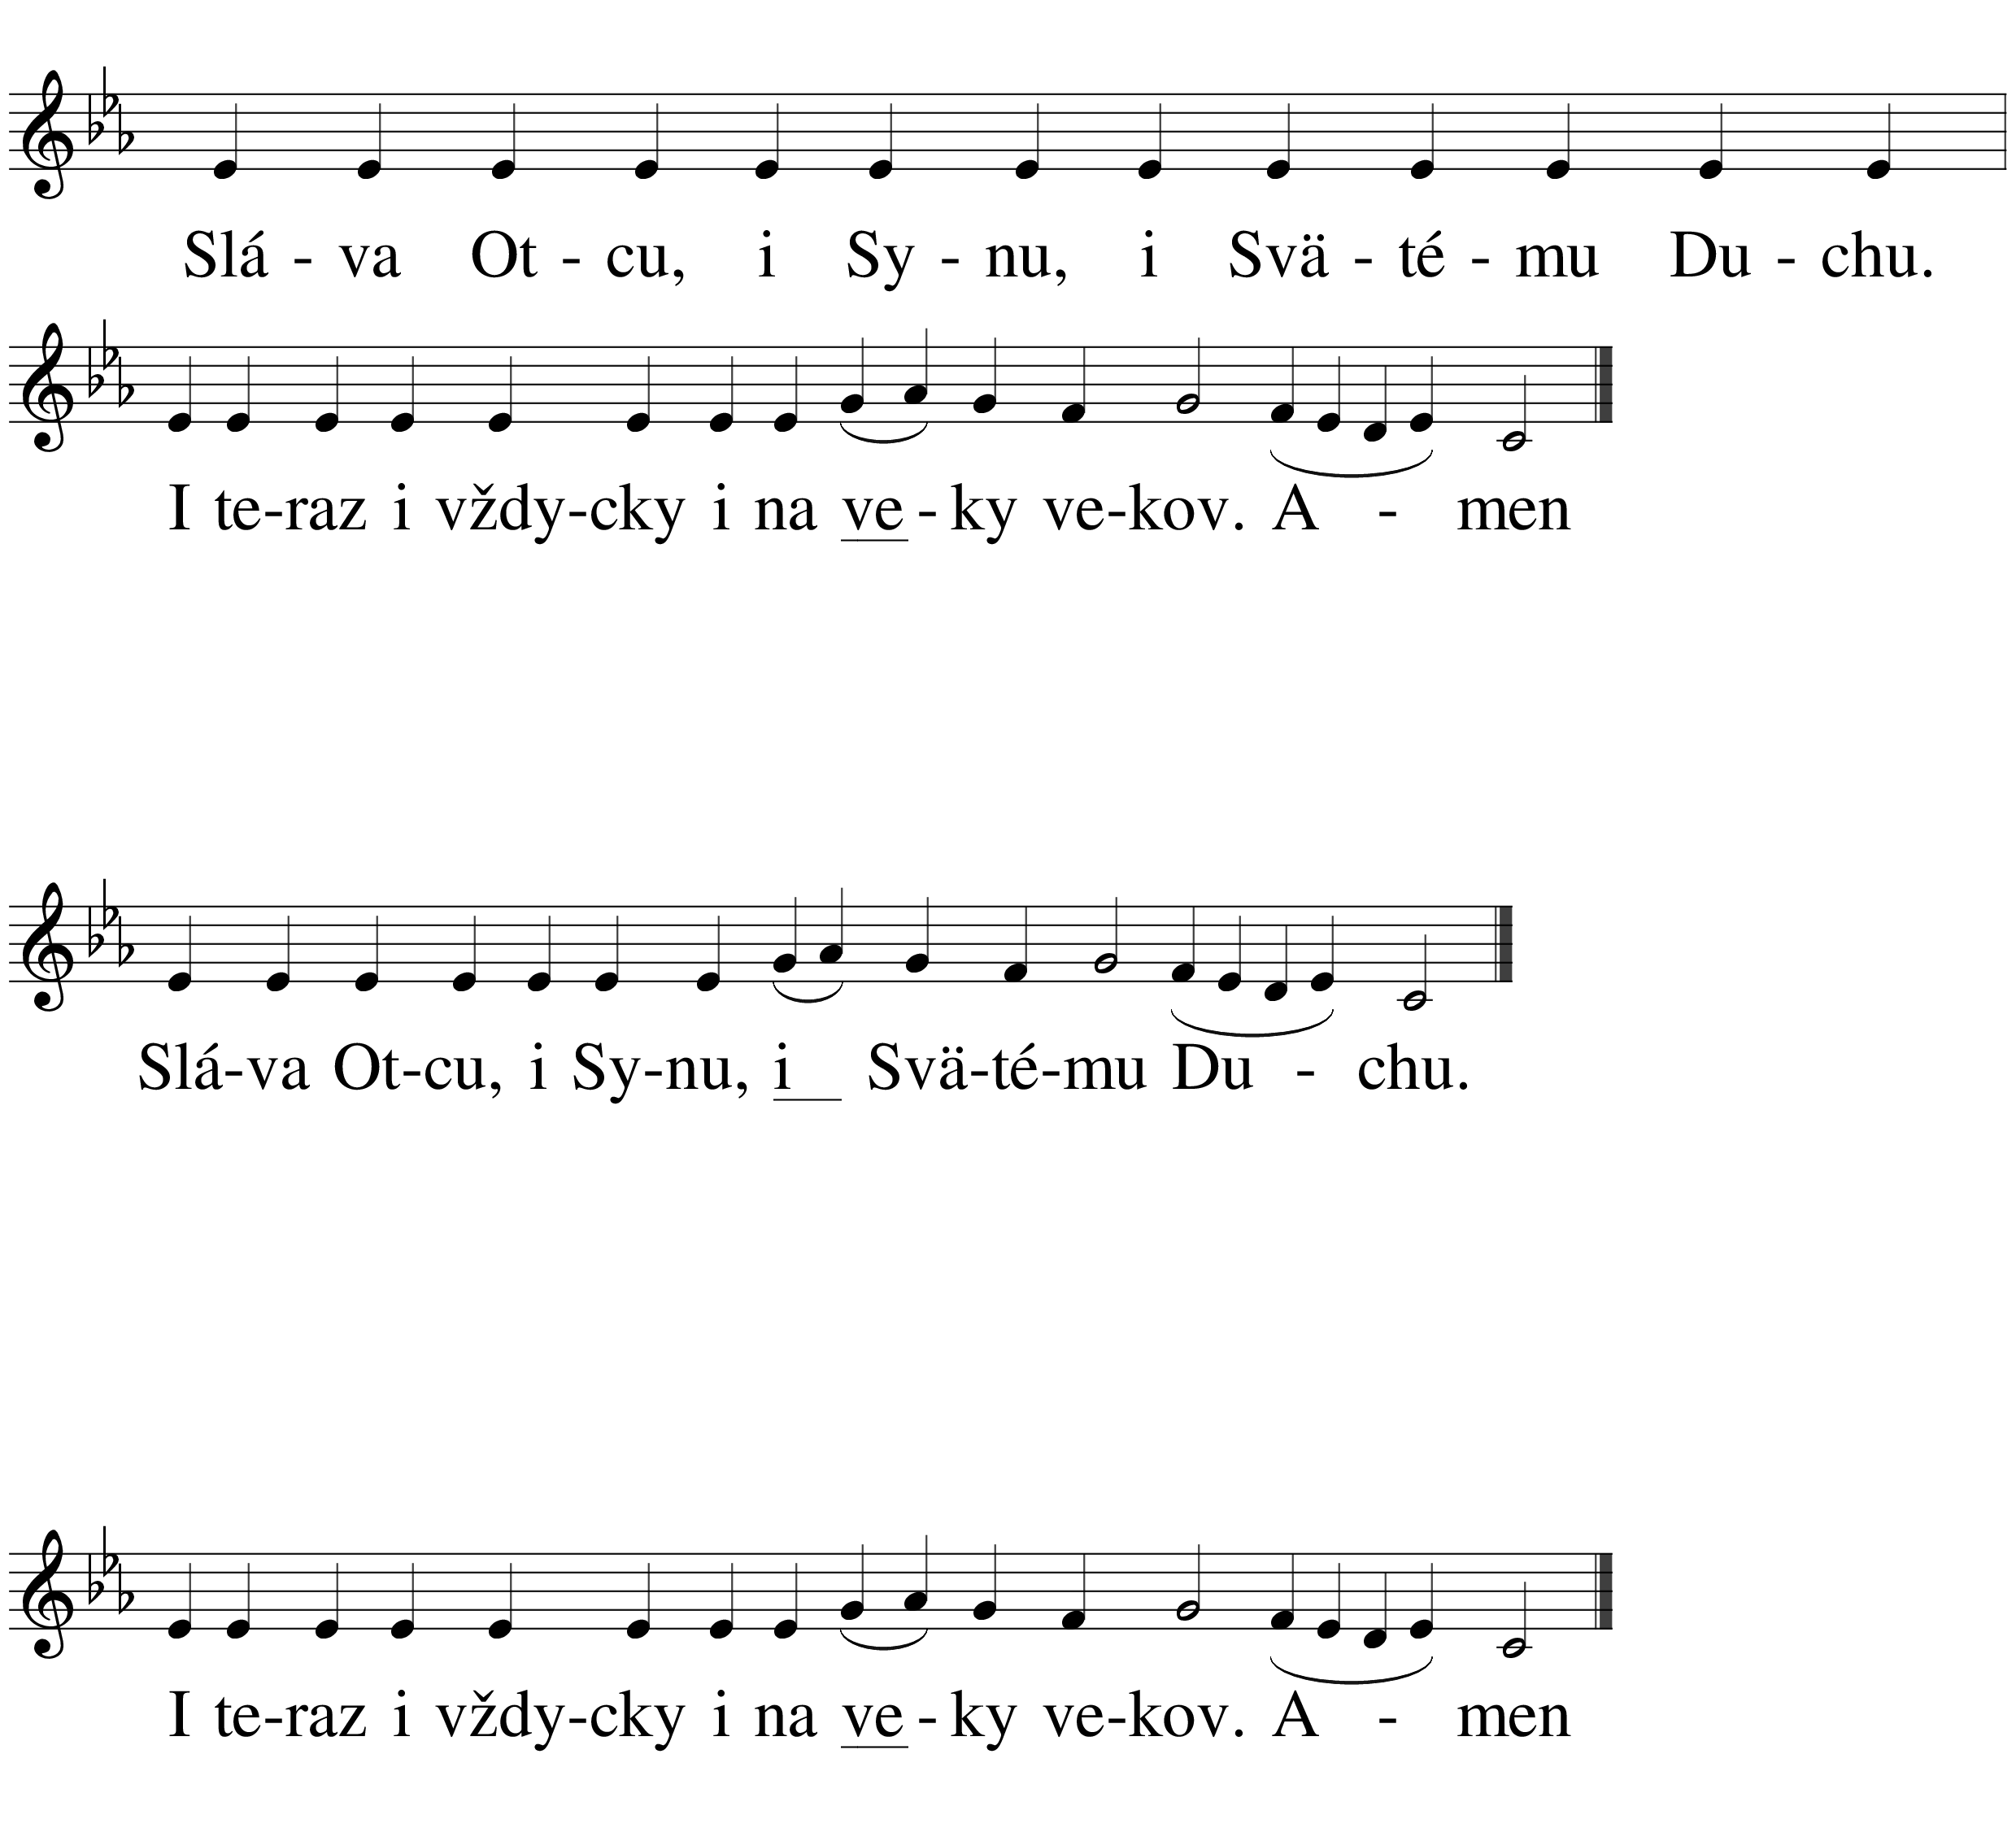 Slá - va Ot - cu, i Sy - nu, i Svä - té - mu Du - chu.
I te-raz i vždy-cky i na ve - ky ve-kov. A - men
Slá-va Ot-cu, i Sy-nu, i Svä-té-mu Du - chu.
I te-raz i vždy-cky i na ve - ky ve-kov. A - men